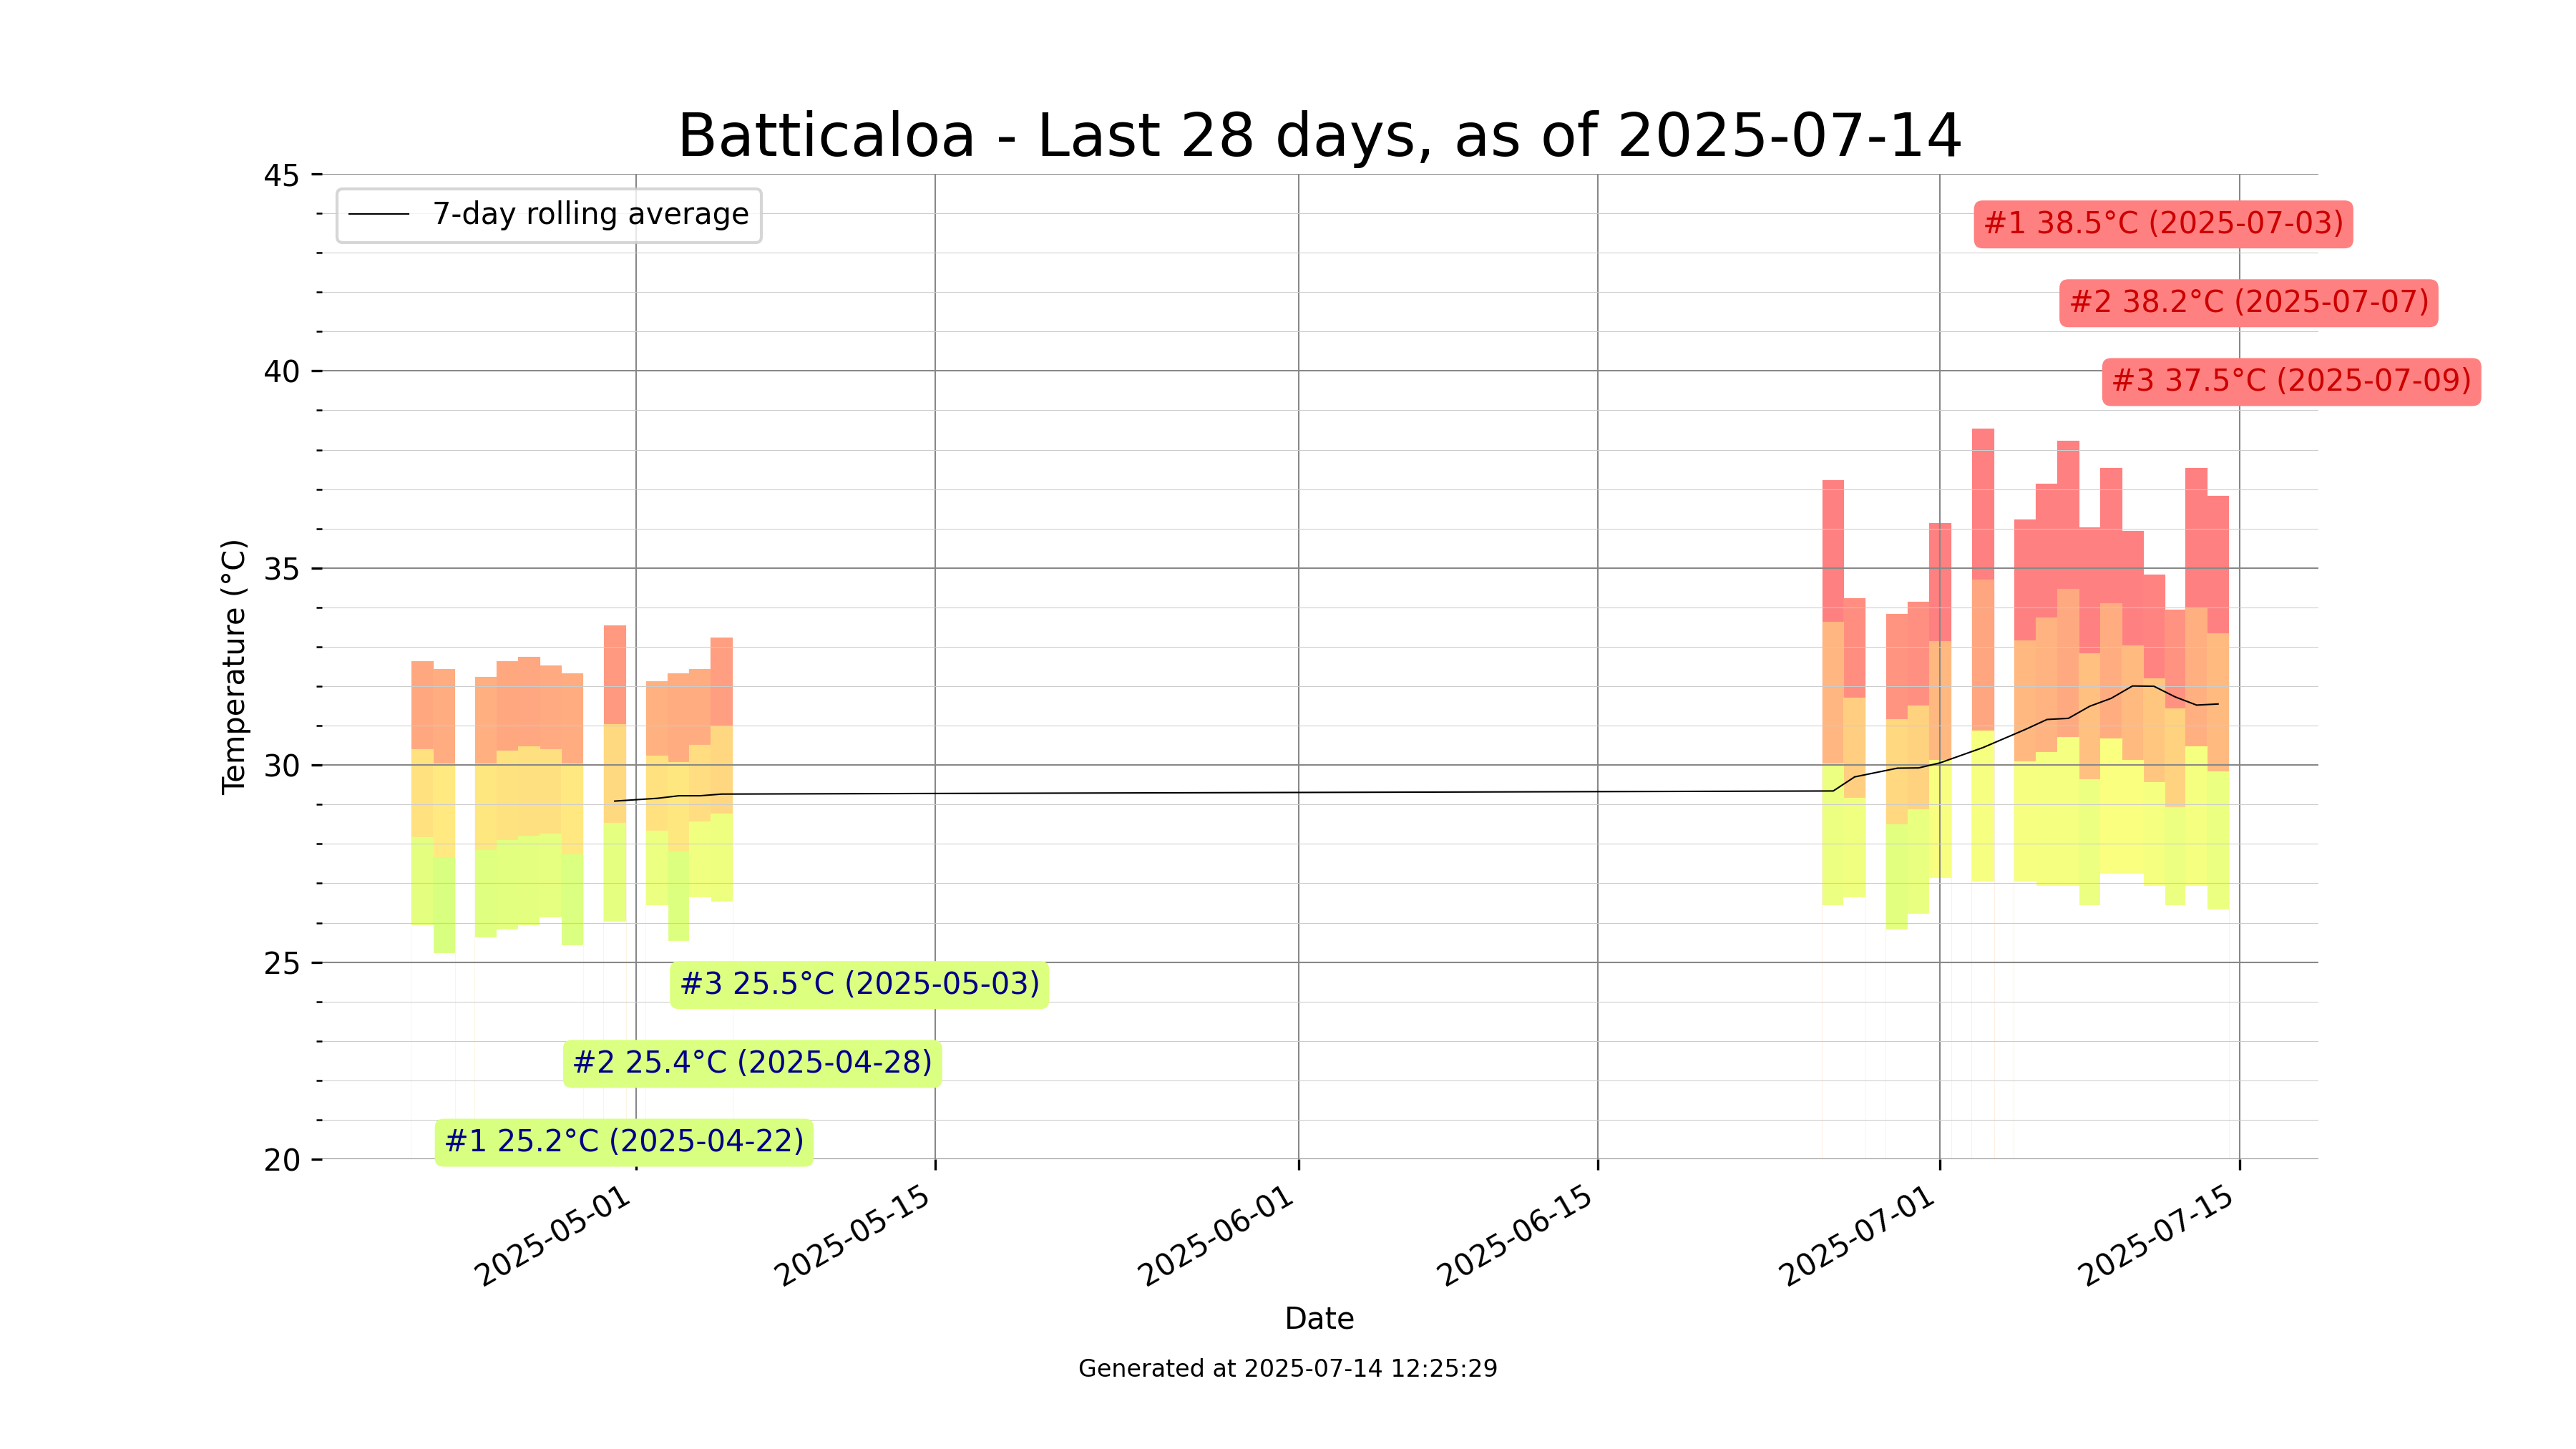 Batticaloa - Last 28 days, as of 2025-07-14
45
40
35
30
25
20
Temperature (°C)
7-day rolling average
#1 38.5°C (2025-07-03)
#2 38.2°C (2025-07-07)
#3 37.5°C (2025-07-09)
#3 25.5°C (2025-05-03)
#2 25.4°C (2025-04-28)
#1 25.2°C (2025-04-22)
2025-05-01
2025-05-15
2025-06-01
2025-06-15
2025-07-01
2025-07-15
Date
Generated at 2025-07-14 12:25:29